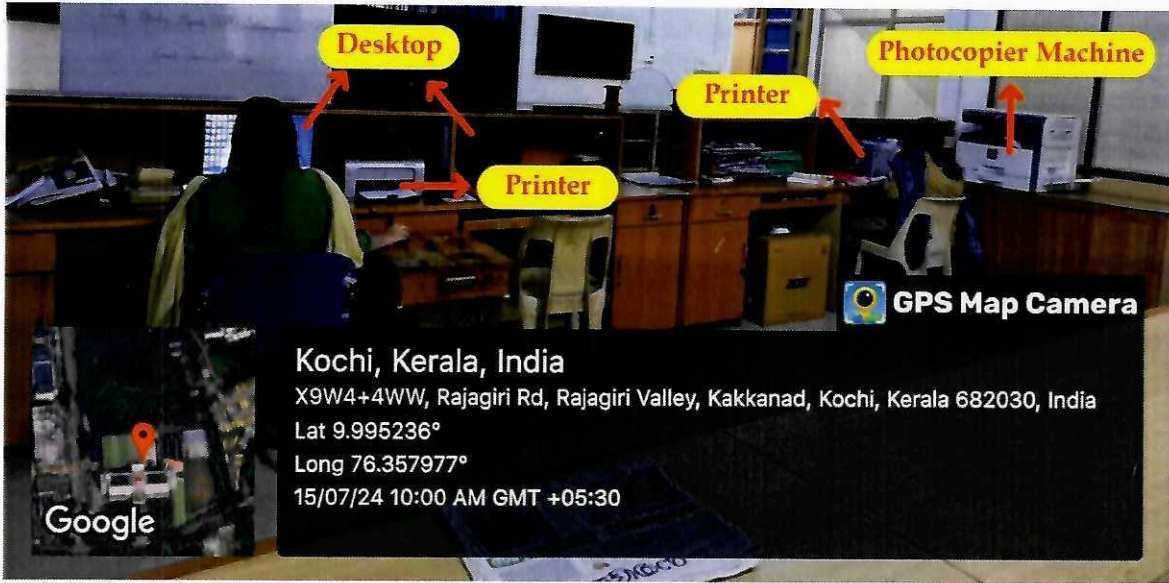 Desktop
Photocopier Machine
Printer
Printer
GPS Map Camera
Kochi, Kerala, India
X9W4+4WW, Rajagiri Rd, Rajagiri Valley, Kakkanad, Kochi, Kerala 682030, India
Lat 9.995236°
Long 76.357977°
15/07/24 10:00 AM GMT +05:30
Google